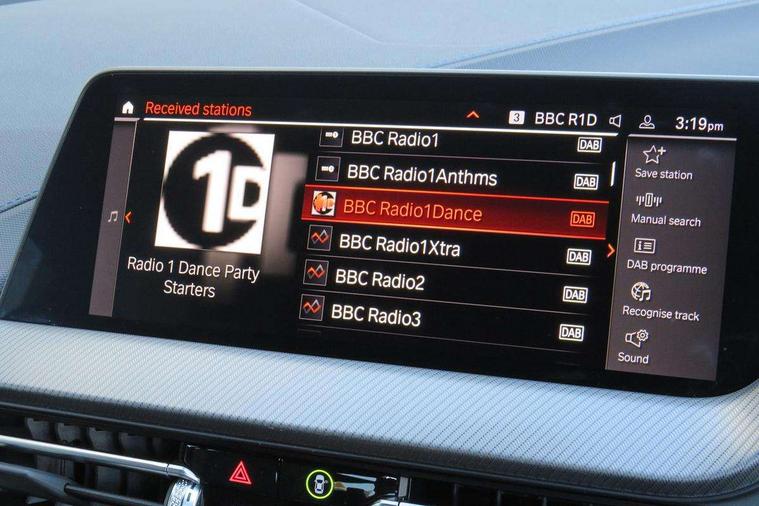 Received stations
3 BBC R1D
3:19pm
1D
Radio 1 Dance Party
Starters
BBC Radio1 DAB
BBC Radio1Anthms DAB
BBC Radio1Dance DAB
BBC Radio1Xtra DAB
BBC Radio2 DAB
BBC Radio3 DAB
Save station
Manual search
DAB programme
Recognise track
Sound